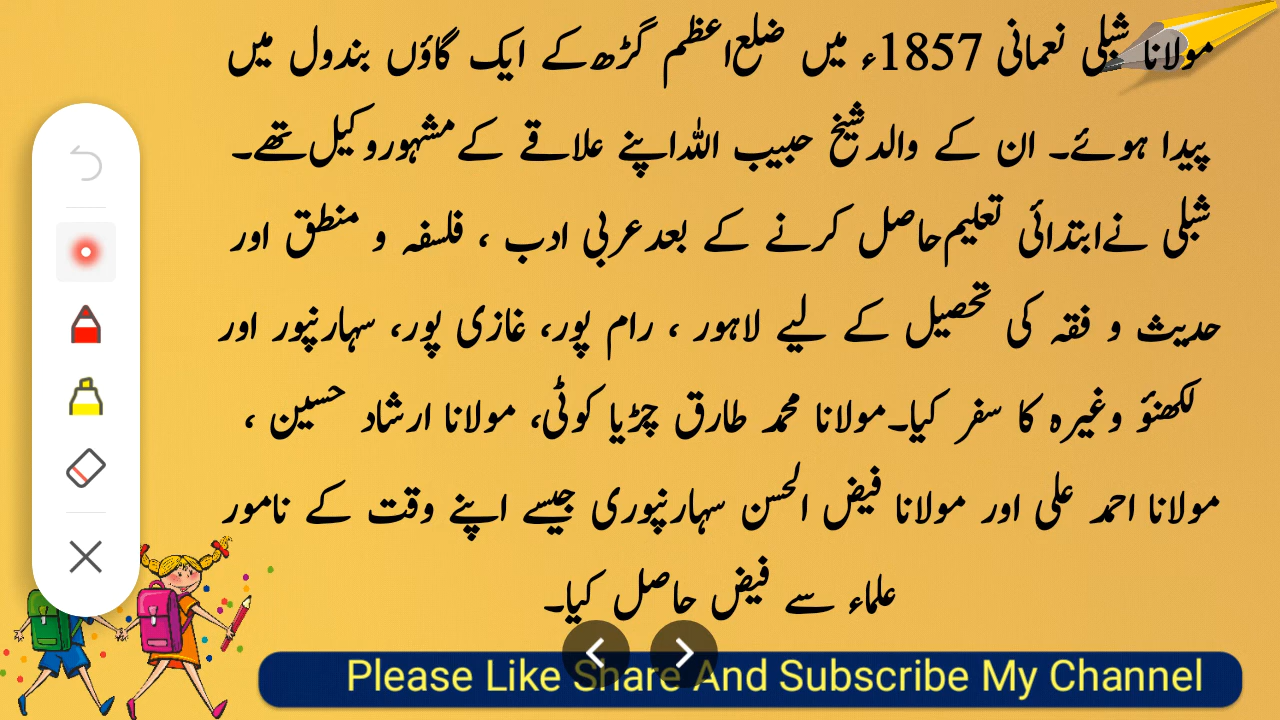 مولانا شبلی نعمانی 1857ء میں ضلع اعظم گڑھ کے ایک گاؤں بندول میں
پیدا ہوئے۔ ان کے والد شیخ حبیب اللہ اپنے علاقے کے مشہور وکیل تھے۔
شبلی نے ابتدائی تعلیم حاصل کرنے کے بعد عربی ادب ، فلسفہ و منطق اور
حدیث و فقہ کی تحصیل کے لیے لاہور ، رام پور، غازی پور، سہارنپور اور
لکھنؤ وغیرہ کا سفر کیا۔ مولانا محمد طارق چڑیا کوٹی، مولانا ارشاد حسین ،
مولانا احمد علی اور مولانا فیض الحسن سہارنپوری جیسے اپنے وقت کے نامور
علماء سے فیض حاصل کیا۔
Please Like Share And Subscribe My Channel